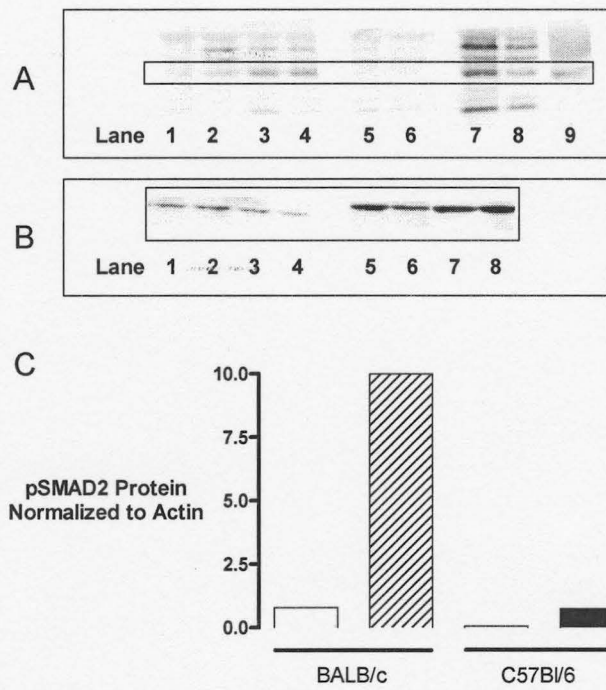 A
Lane 1 2 3 4 5 6 7 8 9
B
Lane 1 2 3 4 5 6 7 8
C
10.0
7.5
5.0
2.5
0.0
pSMAD2 Protein
Normalized to Actin
BALB/c C57Bl/6